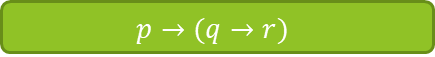 p → (q → r)